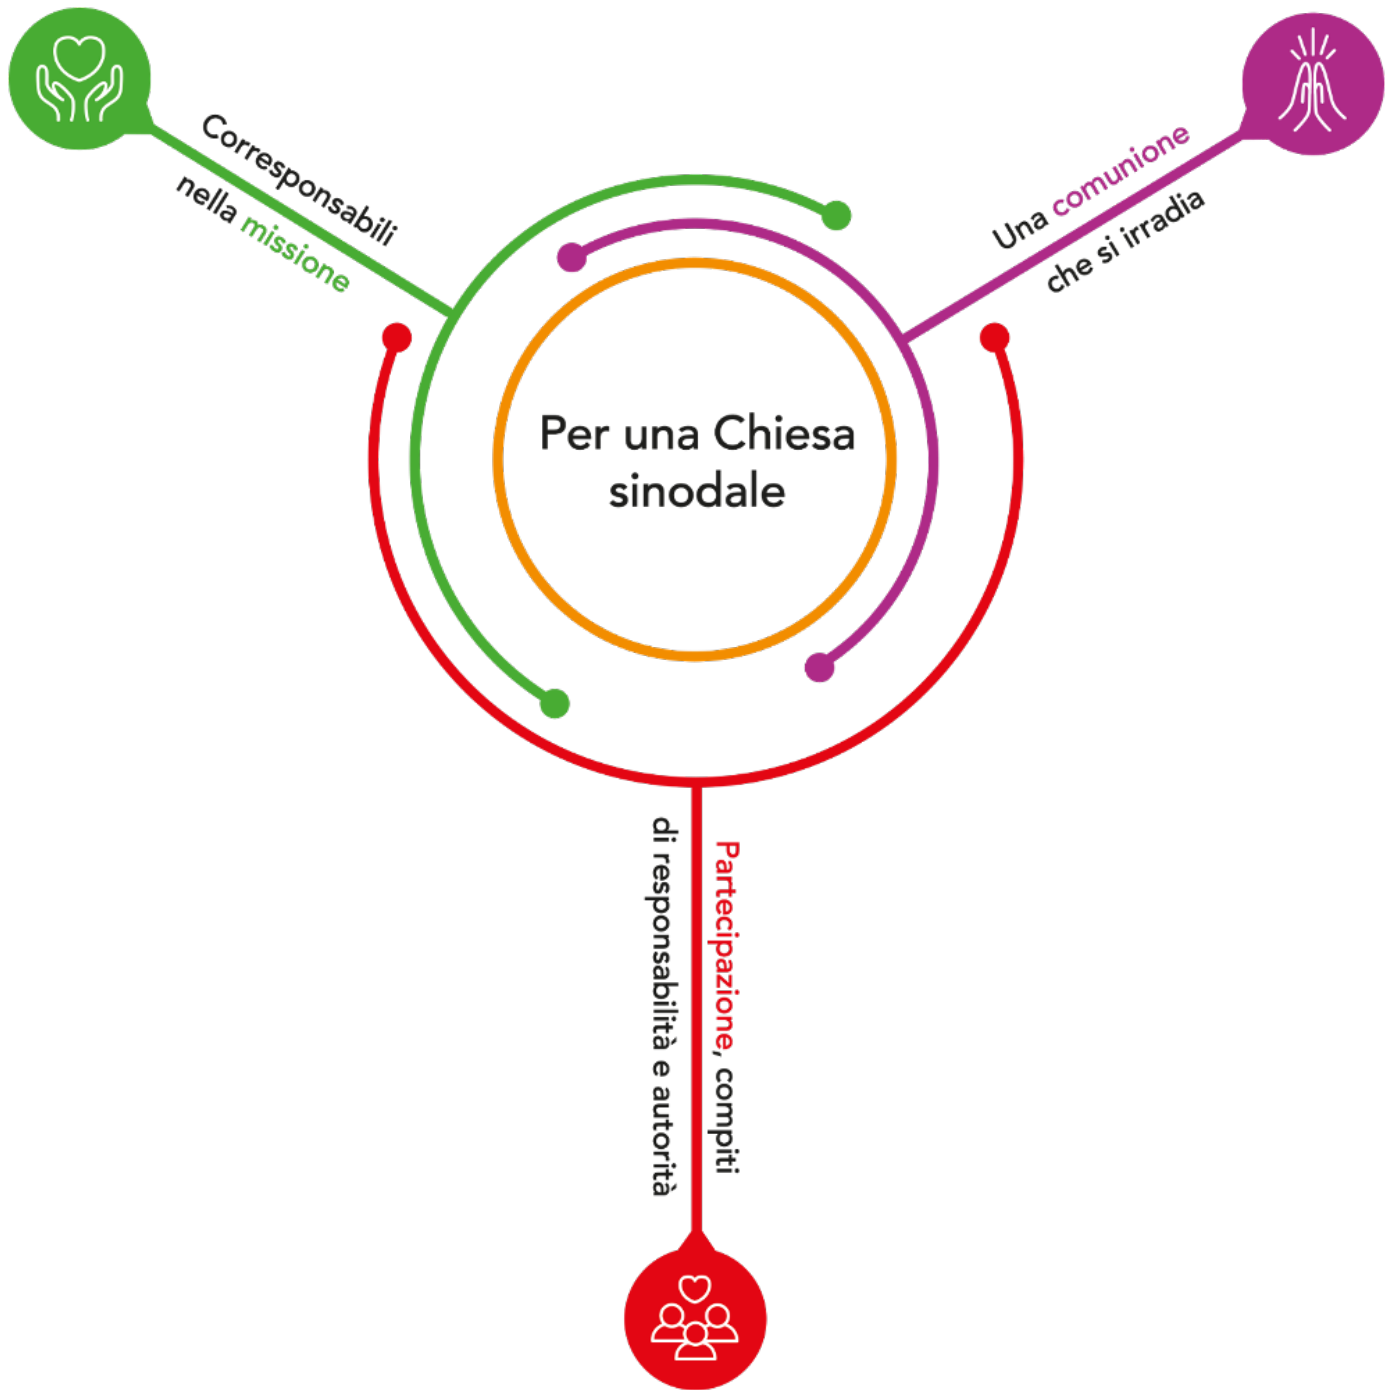 Corresponsabili
nella missione
Una comunione
che si irradia
Per una Chiesa
sinodale
Partecipazione, compiti
di responsabilità e autorità